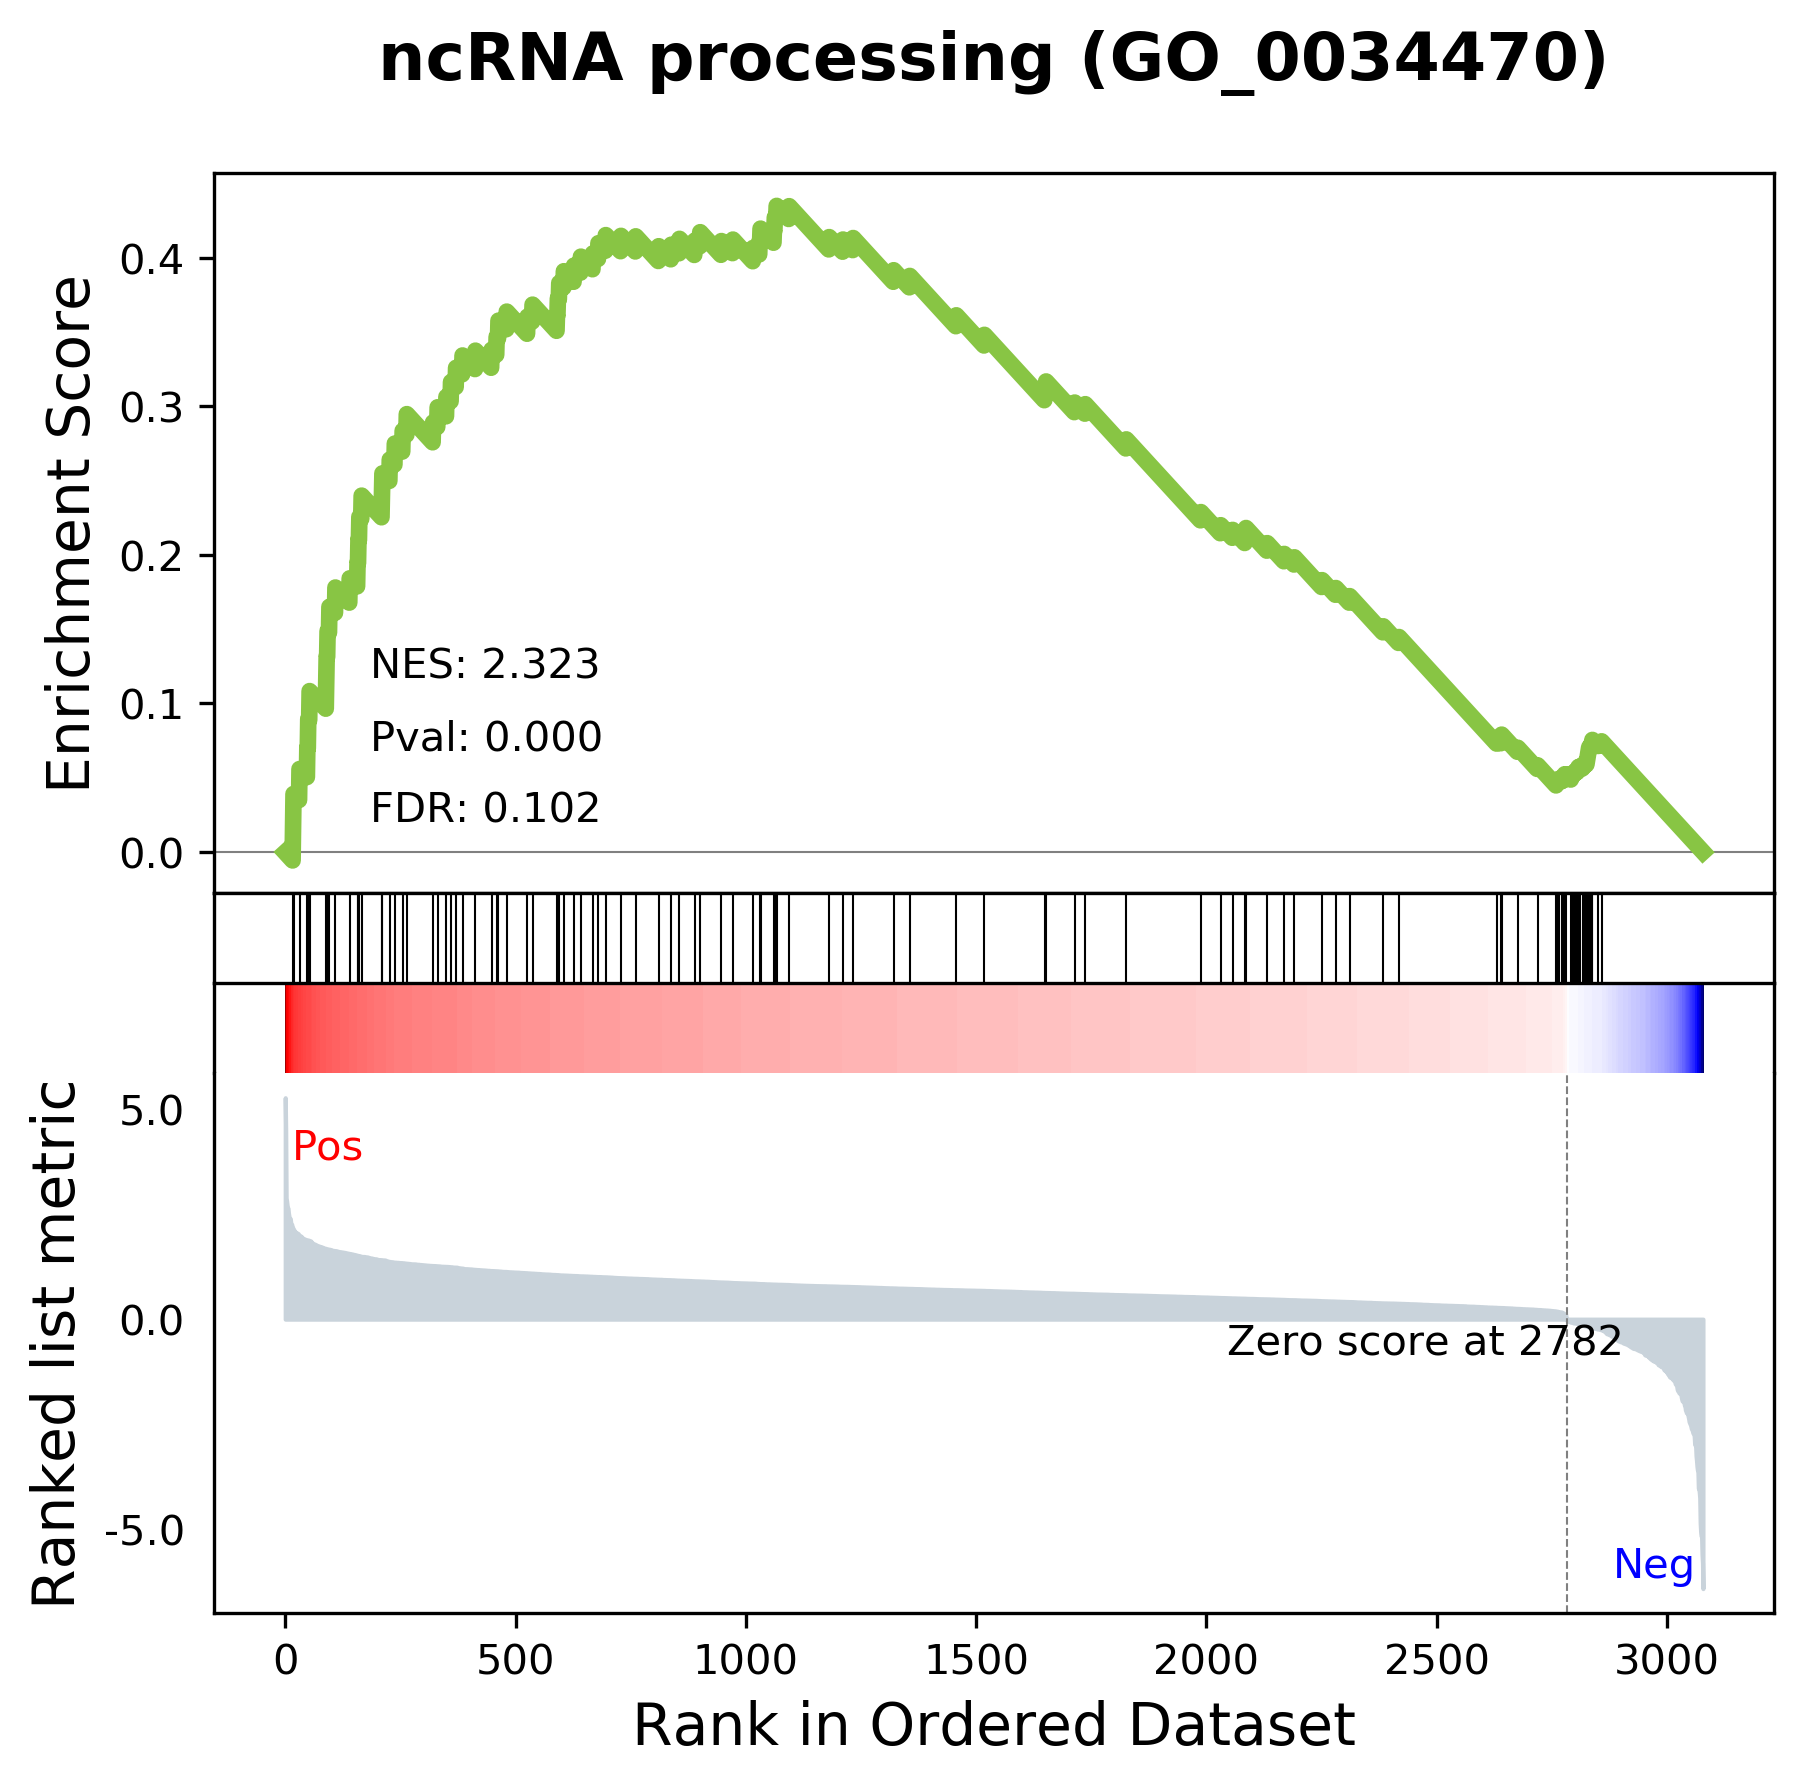 ncRNA processing (GO_0034470)
Enrichment Score
0.4
0.3
0.2
0.1
0.0
NES: 2.323
Pval: 0.000
FDR: 0.102
Ranked list metric
5.0
0.0
-5.0
Pos
Zero score at 2782
Neg
0 500 1000 1500 2000 2500 3000
Rank in Ordered Dataset